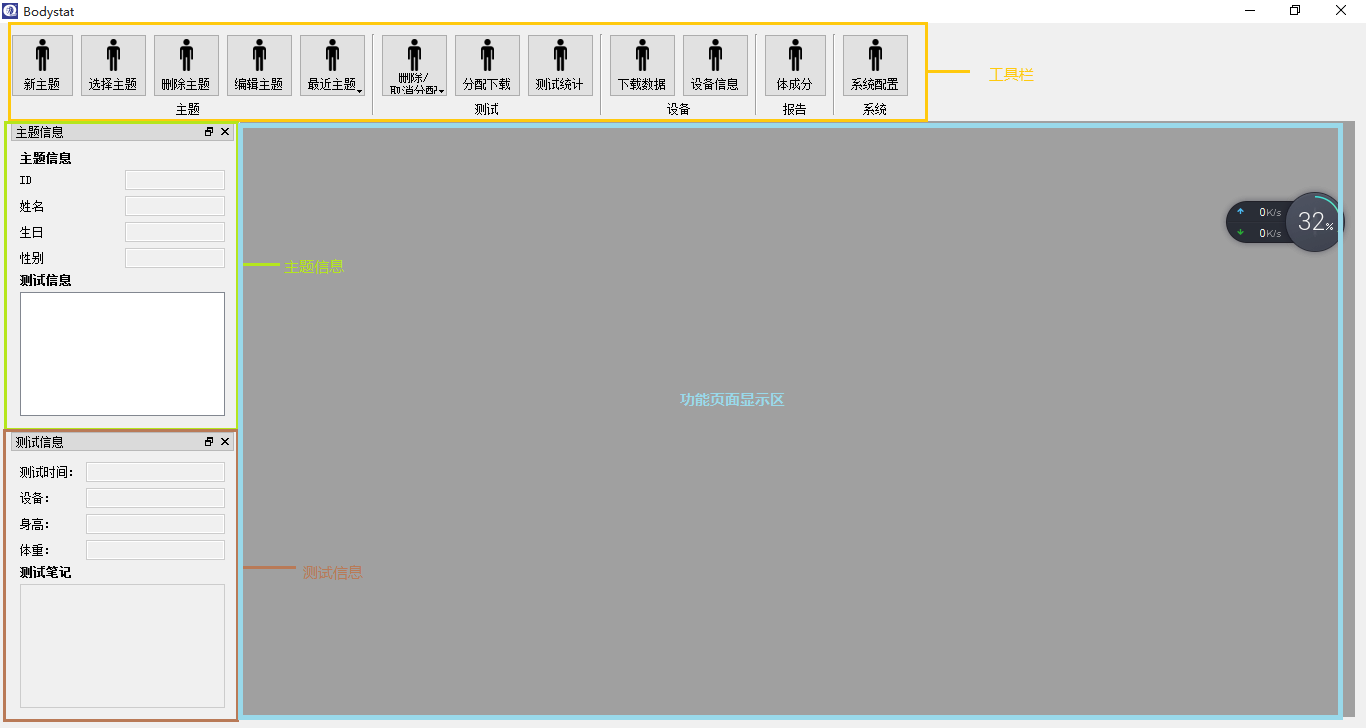 Bodystat
新主题 选择主题 删除主题 编辑主题 最近主题 删除/取消分配 分配下载 测试统计 下载数据 设备信息 体成分 系统配置
主题 测试 设备 报告 系统
工具栏
主题信息
主题信息
ID
姓名
生日
性别
测试信息
主题信息
↑ 0K/s
↓ 0K/s
32%
功能页面显示区
测试信息
测试时间:
设备:
身高:
体重:
测试笔记
测试信息